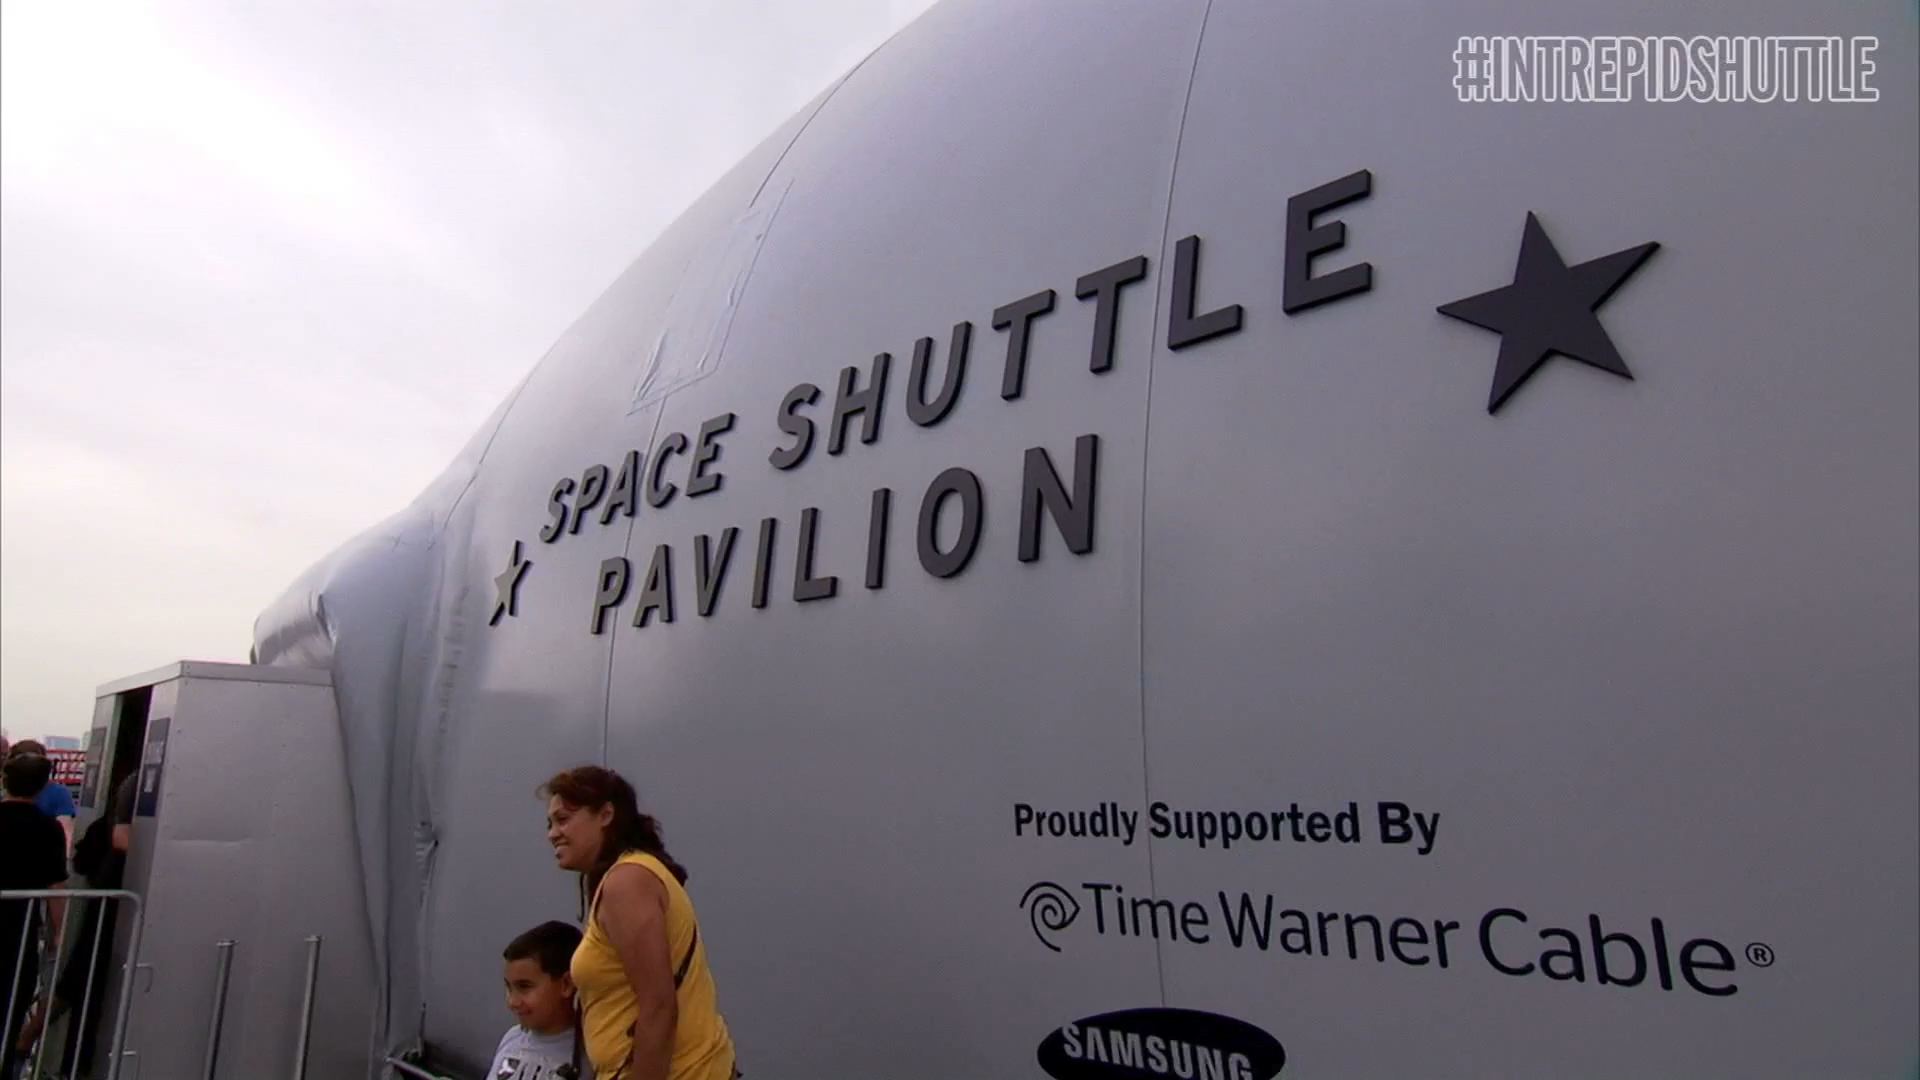 #INTREPIDSHUTTLE
SPACE SHUTTLE
PAVILION
Proudly Supported By
Time Warner Cable®
SAMSUNG